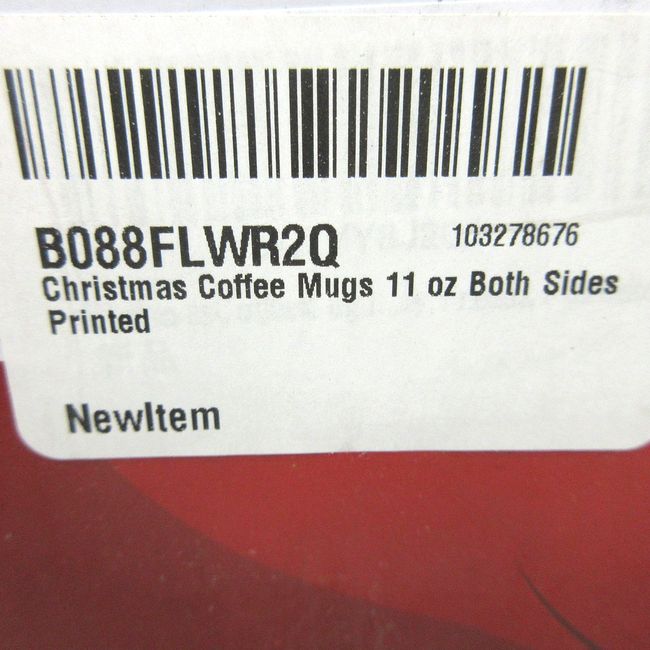 B088FLWR2Q 103278676
Christmas Coffee Mugs 11 oz Both Sides
Printed
NewItem